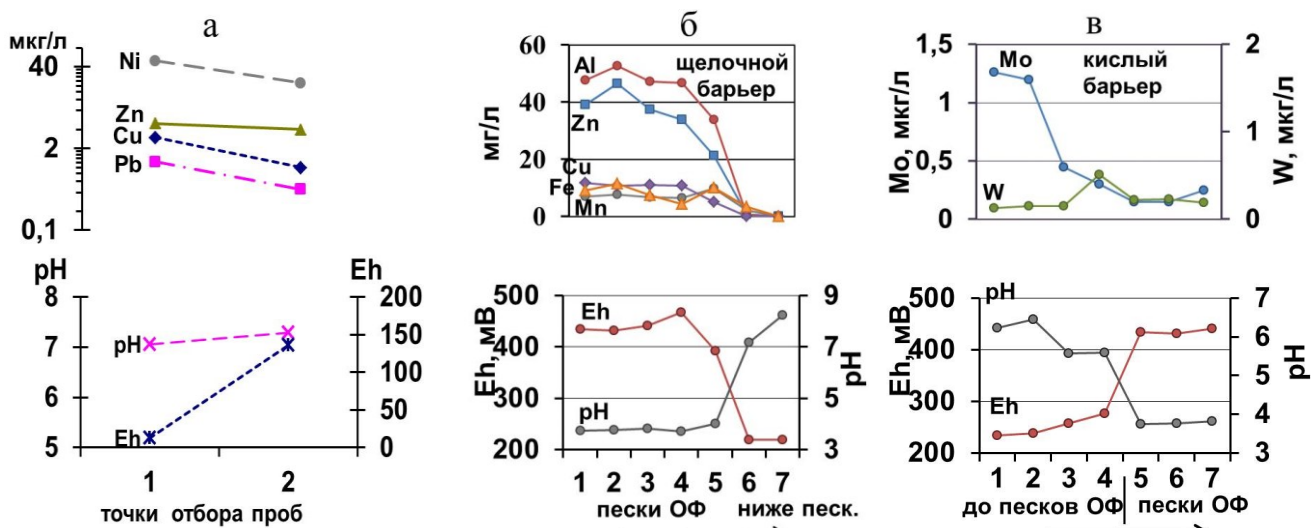 а
мкг/л
40
2
0,1
Ni
Zn
Cu
Pb
pH
Eh
8
7
6
5
200
150
100
50
0
pH
Eh
1 2
точки отбора проб
б
мг/л
60
40
20
0
Al
щелочной
барьер
Zn
Cu
Fe
Mn
Eh, мВ
500
400
300
200
pH
9
7
5
3
Eh
pH
1 2 3 4 5 6 7
пески ОФ ниже песк.
в
Mo, мкг/л
1,5
1
0,5
0
W, мкг/л
2
1
0
Mo
кислый
барьер
W
Eh, мВ
500
400
300
200
pH
7
6
5
4
3
pH
Eh
1 2 3 4 5 6 7
до песков ОФ пески ОФ